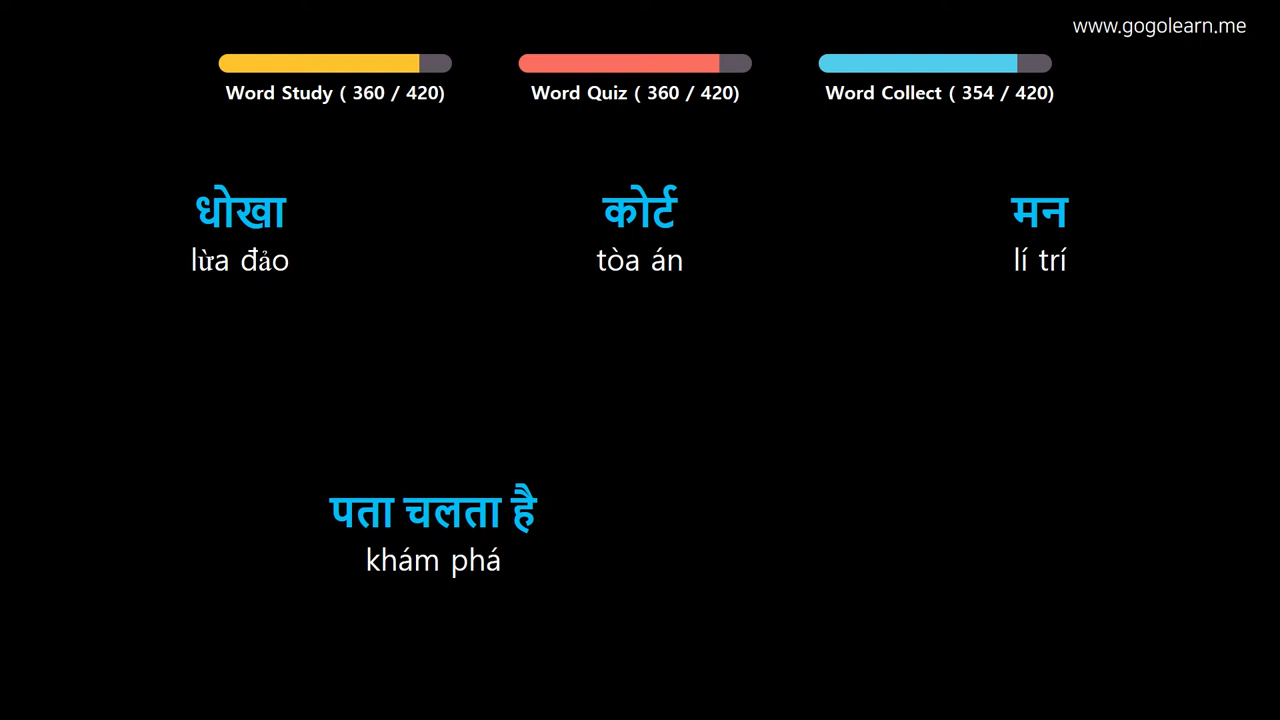 www.gogolearn.me
Word Study ( 360 / 420)
Word Quiz ( 360 / 420)
Word Collect ( 354 / 420)
धोखा
lừa đảo
कोर्ट
tòa án
मन
lí trí
पता चलता है
khám phá